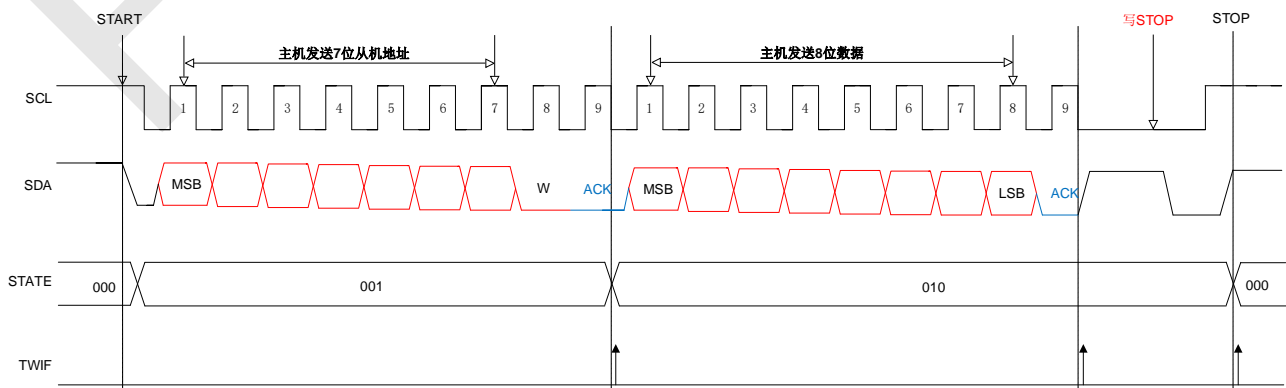 START
写STOP
STOP
主机发送7位从机地址
主机发送8位数据
SCL
1 2 3 4 5 6 7 8 9 1 2 3 4 5 6 7 8 9
SDA
MSB W ACK MSB LSB ACK
STATE
000 001 010 000
TWIF